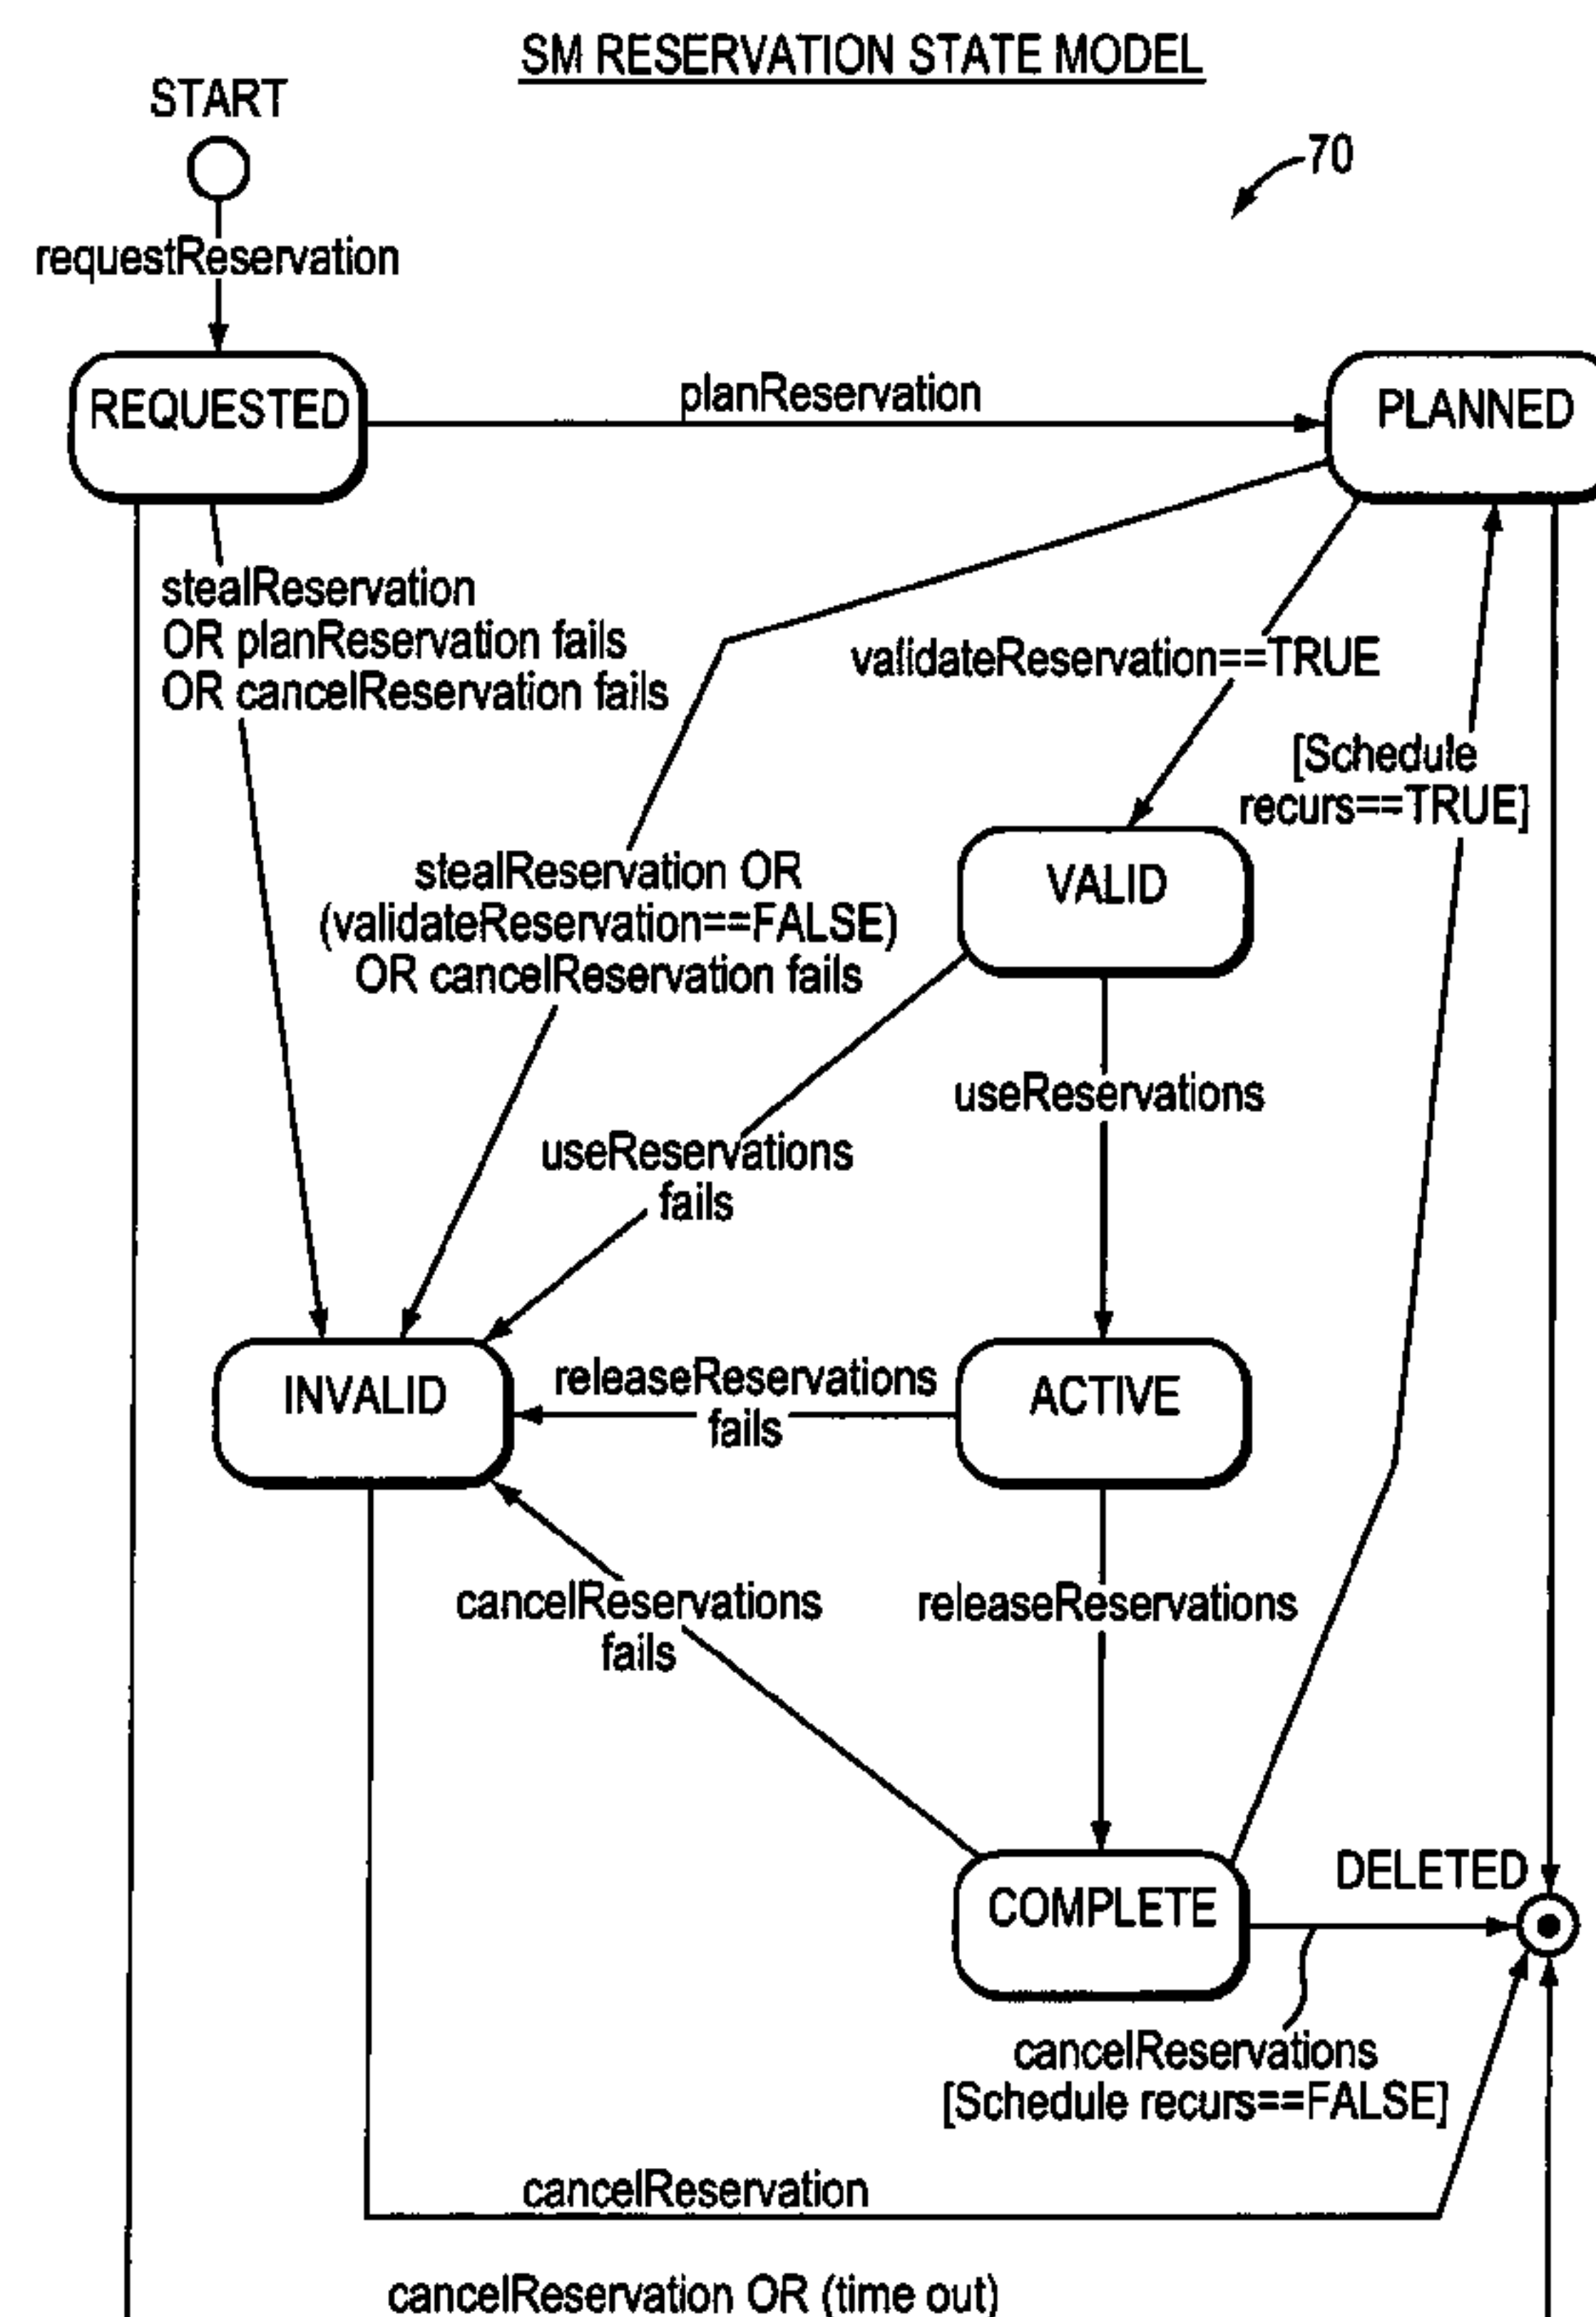 SM RESERVATION STATE MODEL
START
70
requestReservation
REQUESTED
planReservation
PLANNED
stealReservation
OR planReservation fails
OR cancelReservation fails
validateReservation==TRUE
[Schedule
recurs==TRUE]
stealReservation OR
(validateReservation==FALSE)
OR cancelReservation fails
VALID
useReservations
useReservations
fails
INVALID
releaseReservations
fails
ACTIVE
cancelReservations
fails
releaseReservations
COMPLETE
DELETED
cancelReservations
[Schedule recurs==FALSE]
cancelReservation
cancelReservation OR (time out)